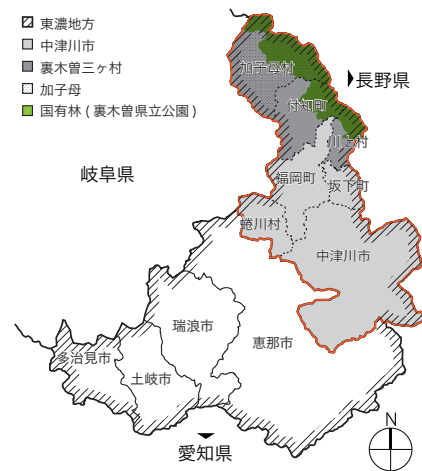 東濃地方
中津川市
裏木曽三ヶ村
加子母
国有林 ( 裏木曽県立公園 )
加子母村
長野県
付知町
川上村
岐阜県
福岡町
坂下町
蛭川村
中津川市
瑞浪市
恵那市
多治見市
土岐市
愛知県
N